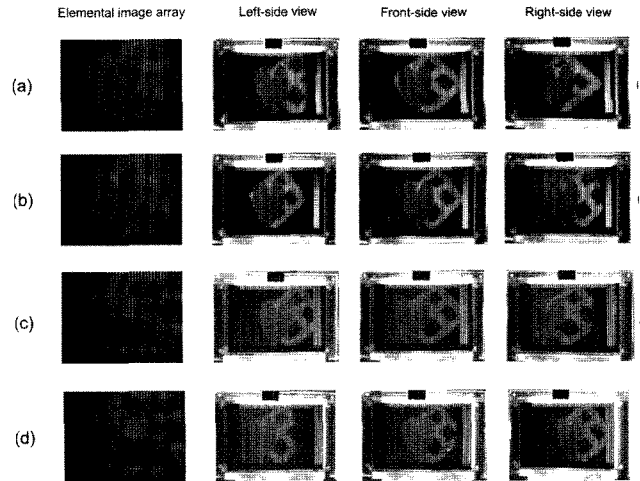 Elemental image array Left-side view Front-side view Right-side view
(a)
(b)
(c)
(d)